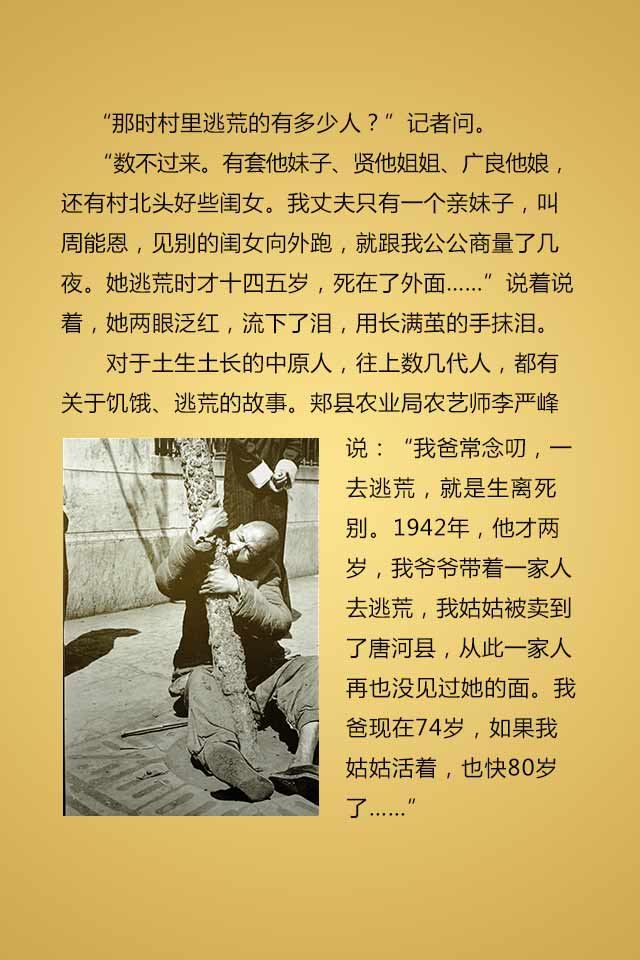 “那时村里逃荒的有多少人？”记者问。
“数不过来。有套他妹子、贤他姐姐、广良他娘，
还有村北头好些闺女。我丈夫只有一个亲妹子，叫
周能恩，见别的闺女向外跑，就跟我公公商量了几
夜。她逃荒时才十四五岁，死在了外面……”说着说
着，她两眼泛红，流下了泪，用长满茧的手抹泪。
对于土生土长的中原人，往上数几代人，都有
关于饥饿、逃荒的故事。郏县农业局农艺师李严峰
说：“我爸常念叨，一
去逃荒，就是生离死
别。1942年，他才两
岁，我爷爷带着一家人
去逃荒，我姑姑被卖到
了唐河县，从此一家人
再也没见过她的面。我
爸现在74岁，如果我
姑姑活着，也快80岁
了……”